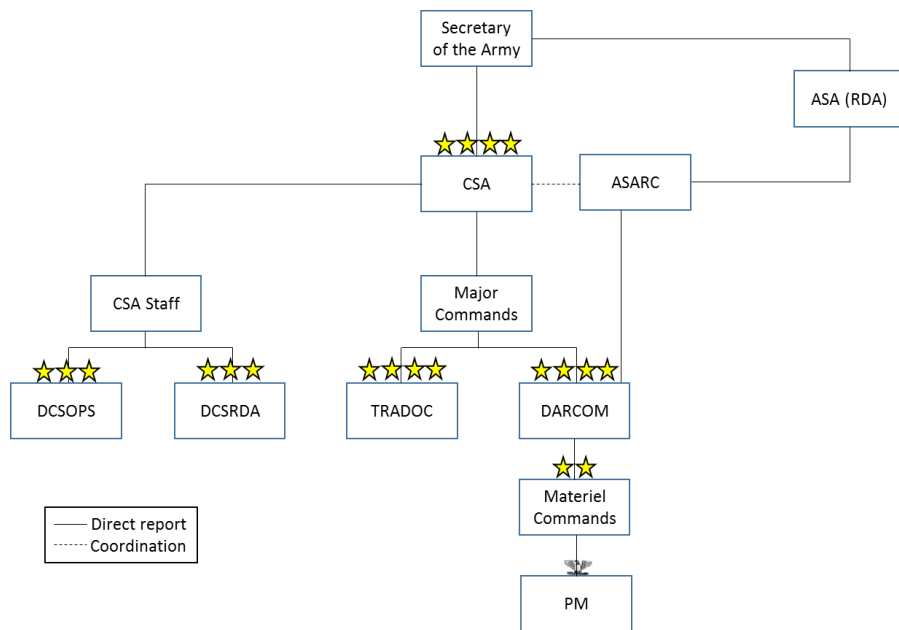 Secretary
of the Army
ASA (RDA)
CSA
ASARC
CSA Staff
Major
Commands
DCSOPS
DCSRDA
TRADOC
DARCOM
Materiel
Commands
Direct report
Coordination
PM